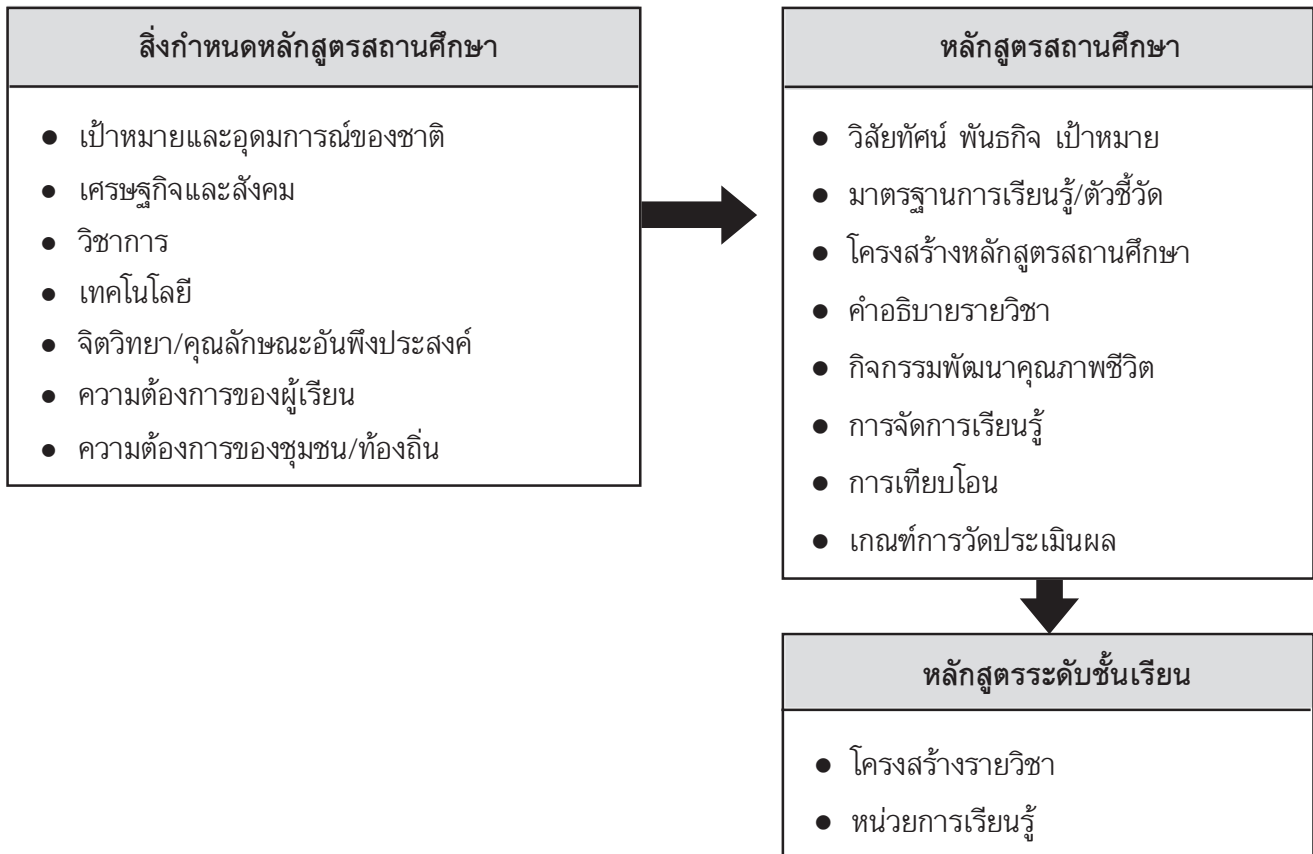 สิ่งกำหนดหลักสูตรสถานศึกษา
● เป้าหมายและอุดมการณ์ของชาติ
● เศรษฐกิจและสังคม
● วิชาการ
● เทคโนโลยี
● จิตวิทยา/คุณลักษณะอันพึงประสงค์
● ความต้องการของผู้เรียน
● ความต้องการของชุมชน/ท้องถิ่น
หลักสูตรสถานศึกษา
● วิสัยทัศน์ พันธกิจ เป้าหมาย
● มาตรฐานการเรียนรู้/ตัวชี้วัด
● โครงสร้างหลักสูตรสถานศึกษา
● คำอธิบายรายวิชา
● กิจกรรมพัฒนาคุณภาพชีวิต
● การจัดการเรียนรู้
● การเทียบโอน
● เกณฑ์การวัดประเมินผล
หลักสูตรระดับชั้นเรียน
● โครงสร้างรายวิชา
● หน่วยการเรียนรู้